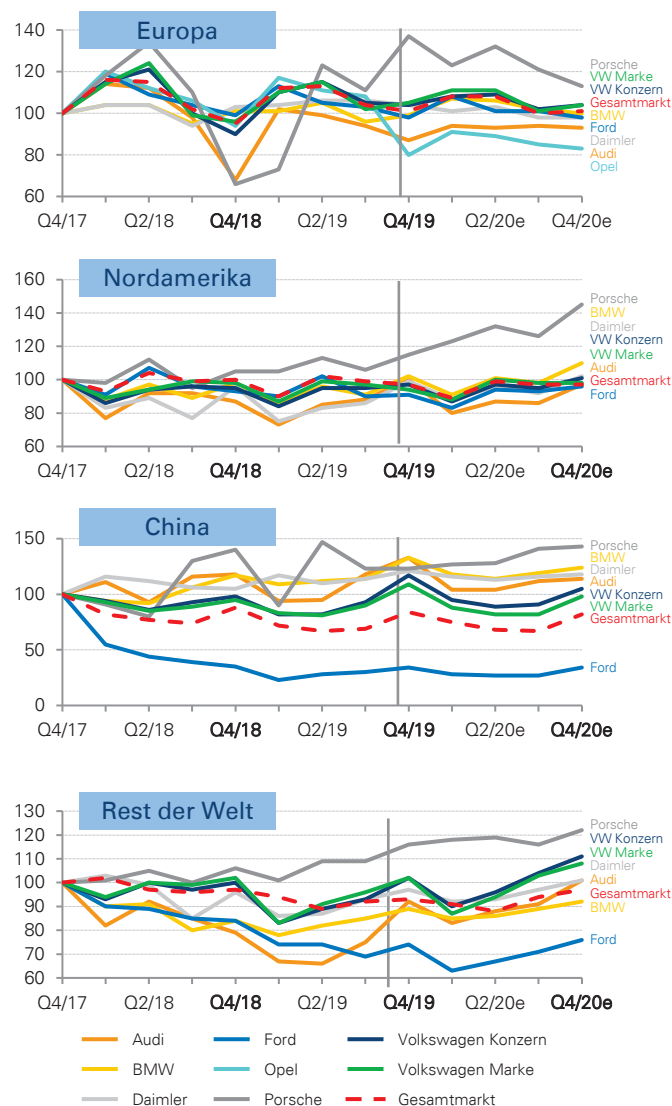 Europa
140
120
100
80
60
Q4/17
Q2/18
Q4/18
Q2/19
Q4/19
Q2/20e
Q4/20e
Porsche
VW Marke
VW Konzern
Gesamtmarkt
BMW
Ford
Daimler
Audi
Opel
Nordamerika
160
140
120
100
80
60
Q4/17
Q2/18
Q4/18
Q2/19
Q4/19
Q2/20e
Q4/20e
Porsche
BMW
Daimler
VW Konzern
VW Marke
Audi
Gesamtmarkt
Ford
China
150
100
50
0
Q4/17
Q2/18
Q4/18
Q2/19
Q4/19
Q2/20e
Q4/20e
Porsche
BMW
Daimler
Audi
VW Konzern
VW Marke
Gesamtmarkt
Ford
Rest der Welt
130
120
110
100
90
80
70
60
Q4/17
Q2/18
Q4/18
Q2/19
Q4/19
Q2/20e
Q4/20e
Porsche
VW Konzern
VW Marke
Daimler
Audi
Gesamtmarkt
BMW
Ford
Audi Ford Volkswagen Konzern
BMW Opel Volkswagen Marke
Daimler Porsche Gesamtmarkt